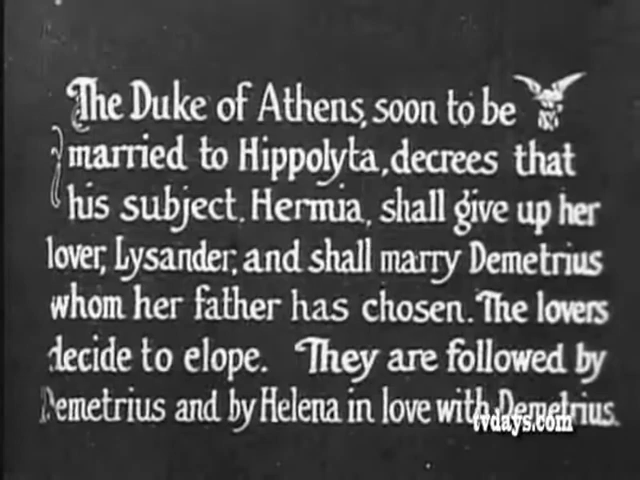 The Duke of Athens, soon to be
married to Hippolyta, decrees that
his subject, Hermia, shall give up her
lover, Lysander; and shall marry Demetrius
whom her father has chosen. The lovers
decide to elope. They are followed by
Demetrius and by Helena in love with Demetrius.
tvdays.com